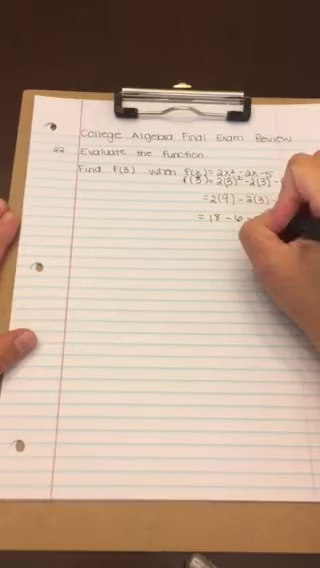 College Algebra Final Exam Review
22 Evaluate the function.
Find f(3) when f(x) = 2x² - 2x - 5
f(3) = 2(3)² - 2(3) -
= 2(9) - 2(3) -
= 18 - 6 -